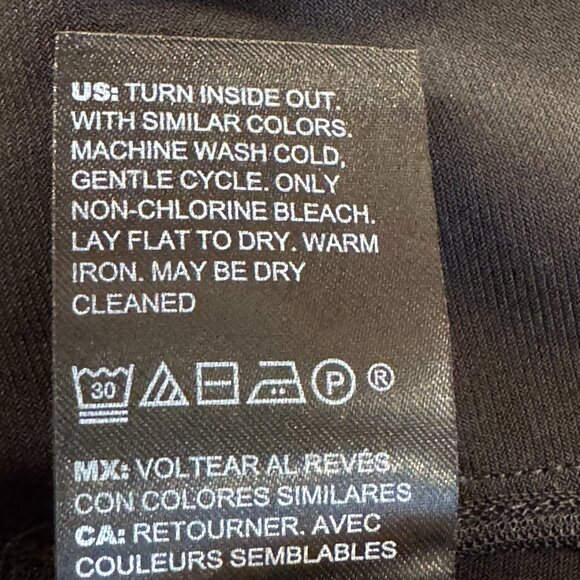 US: TURN INSIDE OUT.
WITH SIMILAR COLORS.
MACHINE WASH COLD,
GENTLE CYCLE. ONLY
NON-CHLORINE BLEACH.
LAY FLAT TO DRY. WARM
IRON. MAY BE DRY
CLEANED
30 P ®
MX: VOLTEAR AL REVÉS.
CON COLORES SIMILARES
CA: RETOURNER. AVEC
COULEURS SEMBLABLES